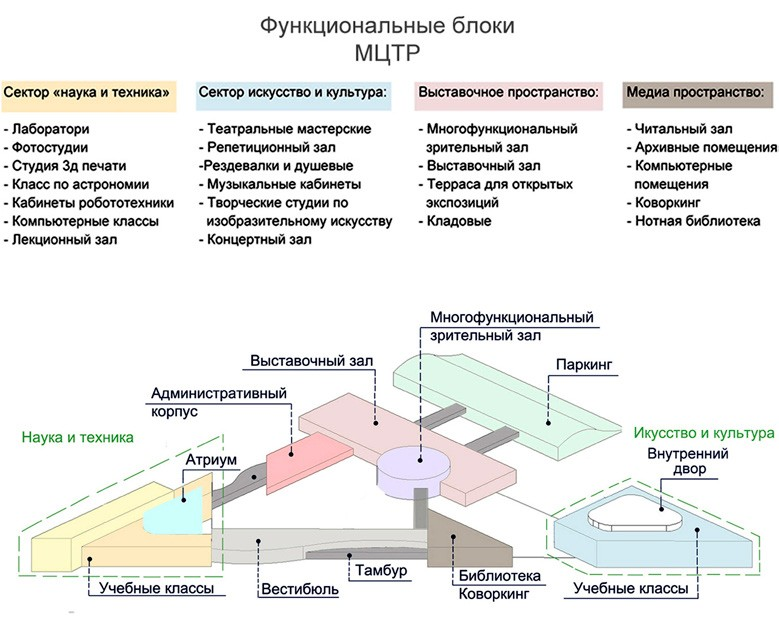 Функциональные блоки
МЦТР
Сектор «наука и техника»
- Лаборатори
- Фотостудии
- Студия 3д печати
- Класс по астрономии
- Кабинеты робототехники
- Компьютерные классы
- Лекционный зал
Сектор искусство и культура:
- Театральные мастерские
- Репетиционный зал
-Рездевалки и душевые
- Музыкальные кабинеты
- Творческие студии по
изобразительному искусству
- Концертный зал
Выставочное пространство:
- Многофункциональный
зрительный зал
- Выставочный зал
- Терраса для открытых
экспозиций
- Кладовые
Медиа пространство:
- Читальный зал
- Архивные помещения
- Компьютерные
помещения
- Коворкинг
- Нотная библиотека
Многофункциональный
зрительный зал
Выставочный зал
Паркинг
Административный
корпус
Наука и техника
Икусство и культура
Атриум
Внутренний
двор
Учебные классы
Вестибюль
Тамбур
Библиотека
Коворкинг
Учебные классы